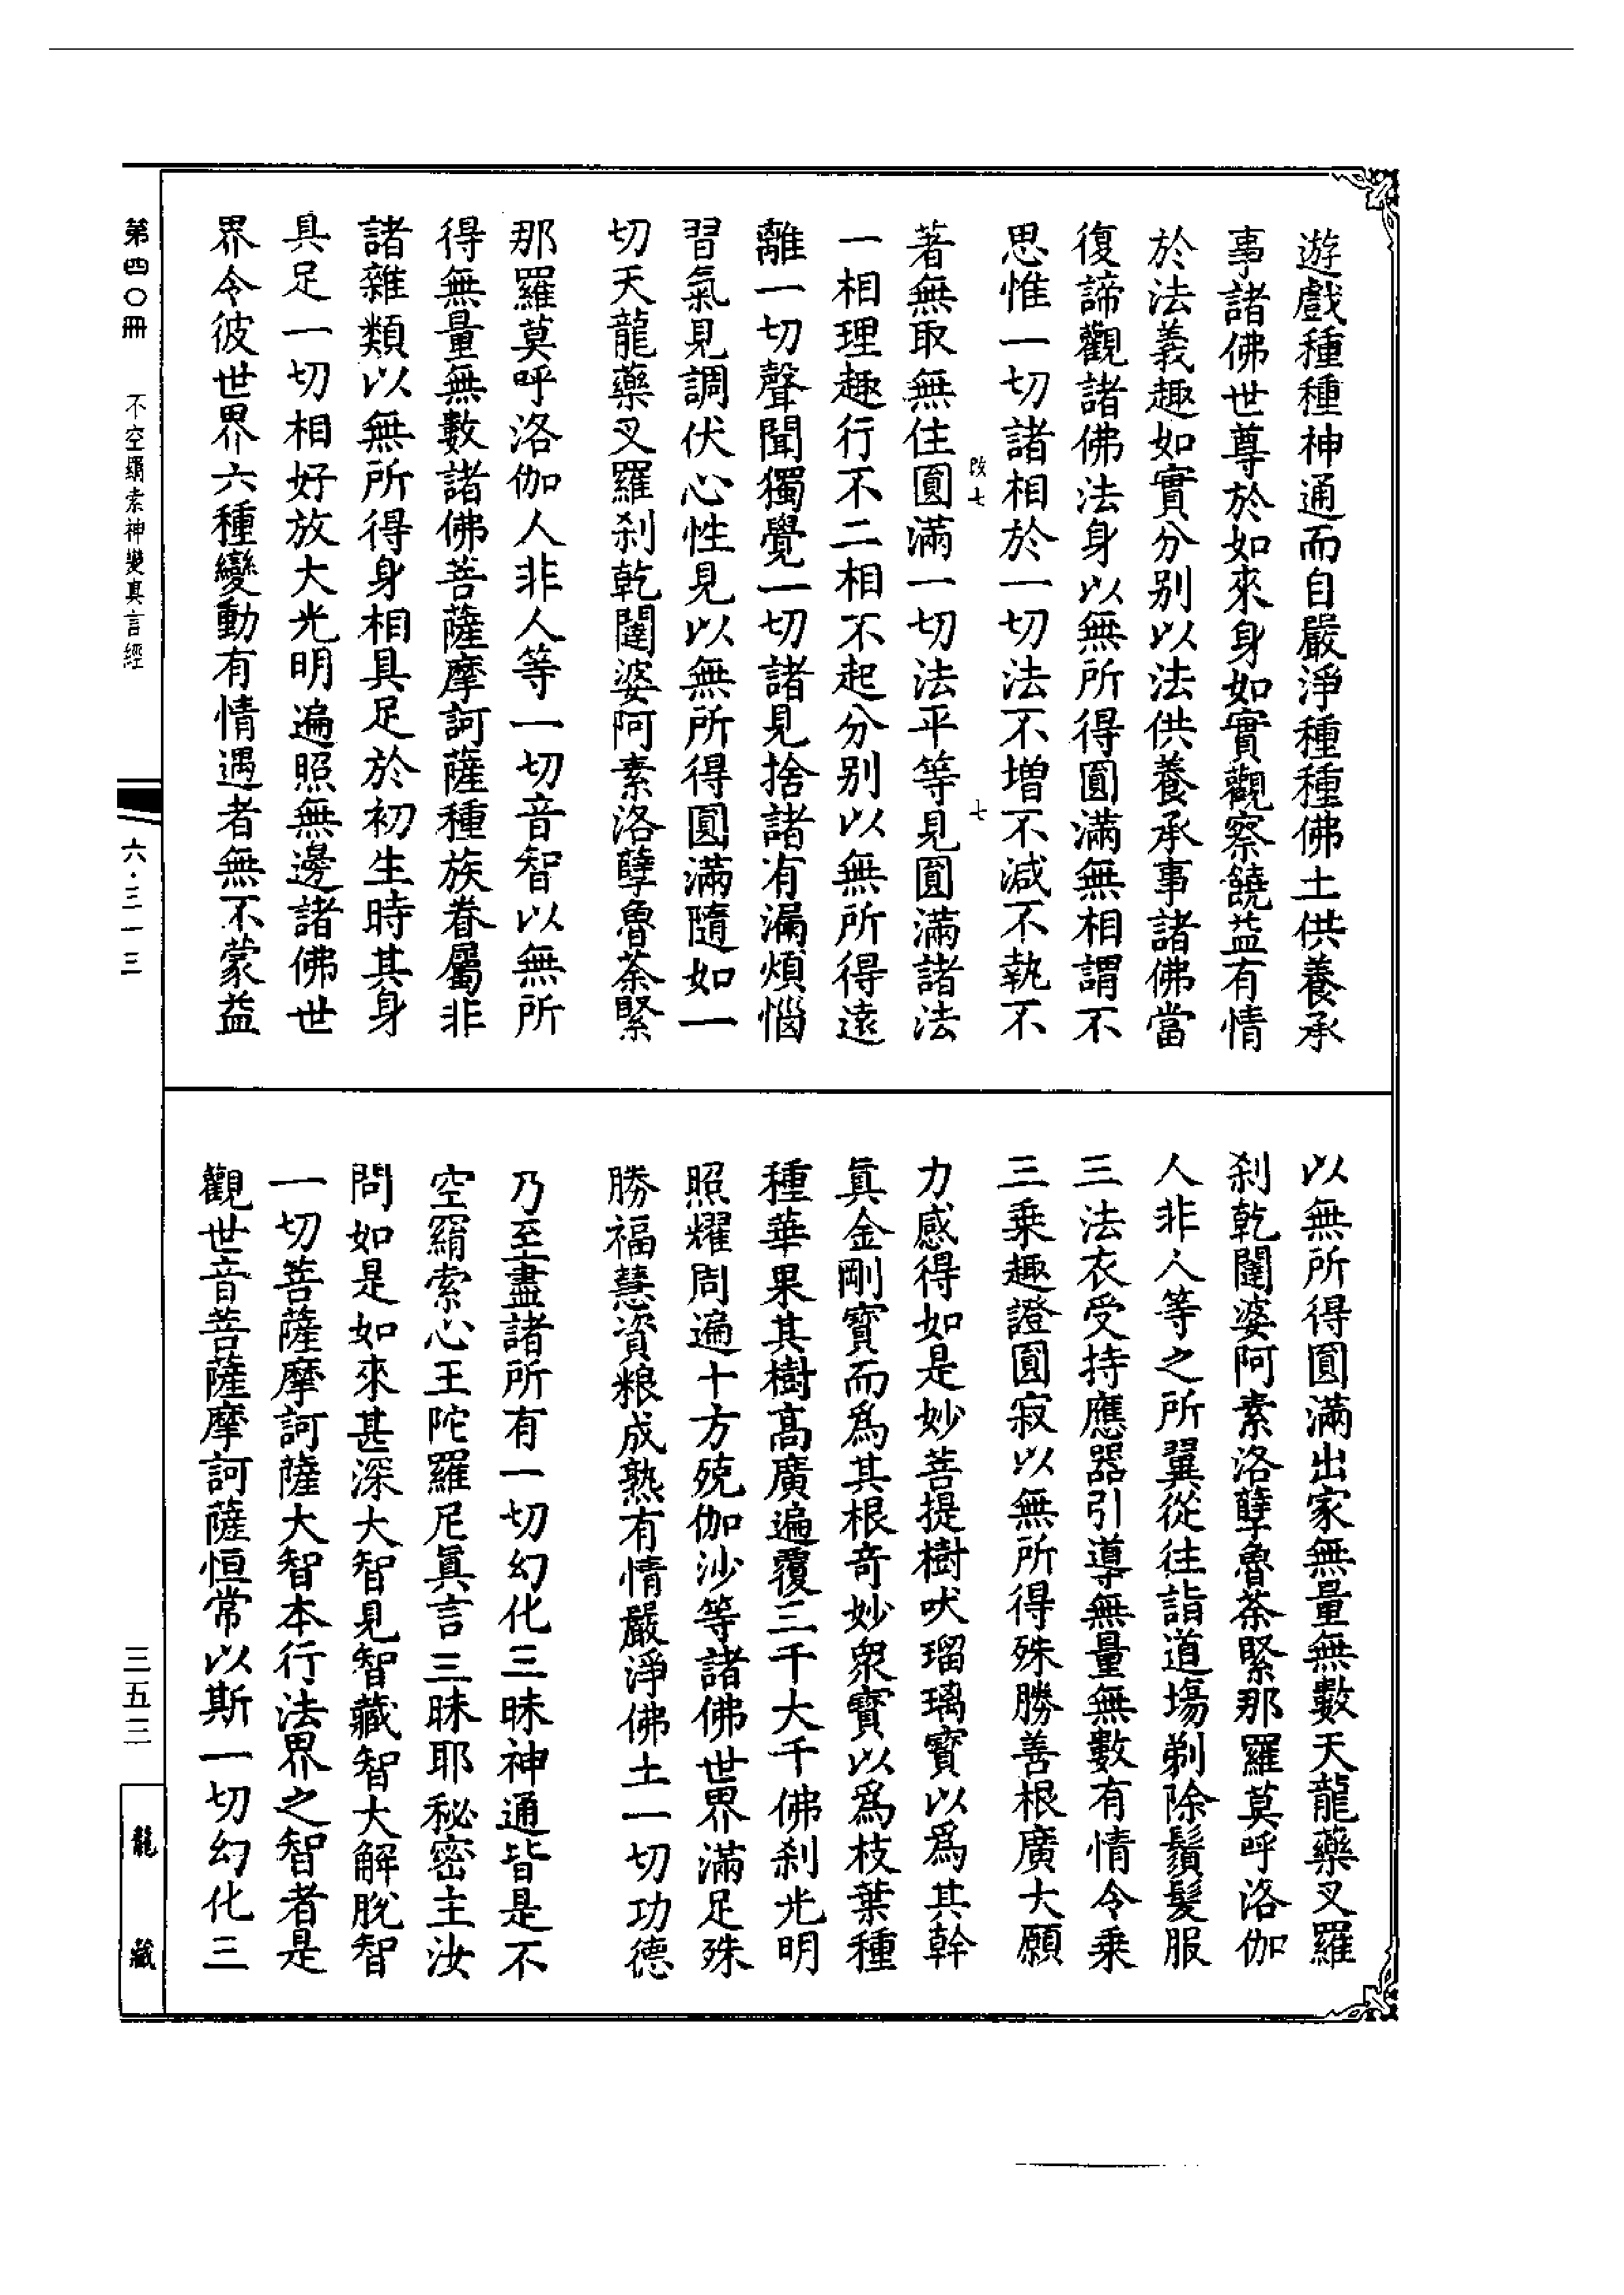 遊戲種種神通而自嚴淨種種佛土供養承
事諸佛世尊於如來身如實觀察饒益有情
於法義趣如實分別以法供養承事諸佛當
復諦觀諸佛法身以無所得圓滿無相謂不
思惟一切諸相於一切法不增不減不執不
著無取無住圓滿一切法平等見圓滿諸法
一相理趣行不二相不起分別以無所得遠
離一切聲聞獨覺一切諸見捨諸有漏煩惱
習氣見調伏心性見以無所得圓滿隨如一
切天龍藥叉羅刹乾闥婆阿素洛孽魯荼緊
那羅莫呼洛伽人非人等一切音智以無所
得無量無數諸佛菩薩摩訶薩種族眷屬非
諸雜類以無所得身相具足於初生時其身
具足一切相好放大光明遍照無邊諸佛世
界令彼世界六種變動有情遇者無不蒙益
以無所得圓滿出家無量無數天龍藥叉羅
刹乾闥婆阿素洛孽魯荼緊那羅莫呼洛伽
人非人等之所翼從往詣道場剃除鬚髮服
三法衣受持應器引導無量無數有情令乗
三乗趣證圓寂以無所得殊勝善根廣大願
力感得如是妙菩提樹吠瑠璃寶以爲其幹
真金剛寶而爲其根奇妙衆寶以爲枝葉種
種華果其樹高廣遍覆三千大千佛刹光明
照耀周遍十方殑伽沙等諸佛世界滿足殊
勝福慧資粮成熟有情嚴淨佛土一切功德
乃至盡諸所有一切幻化三昧神通皆是不
空羂索心王陀羅尼眞言三昧耶秘密主汝
問如是如來甚深大智見智藏智大解脫智
一切菩薩摩訶薩大智本行法界之智者是
觀世音菩薩摩訶薩恒常以斯一切幻化三
第四〇冊
不空羂索神變真言經
六·三一三
三五三
龍藏
七